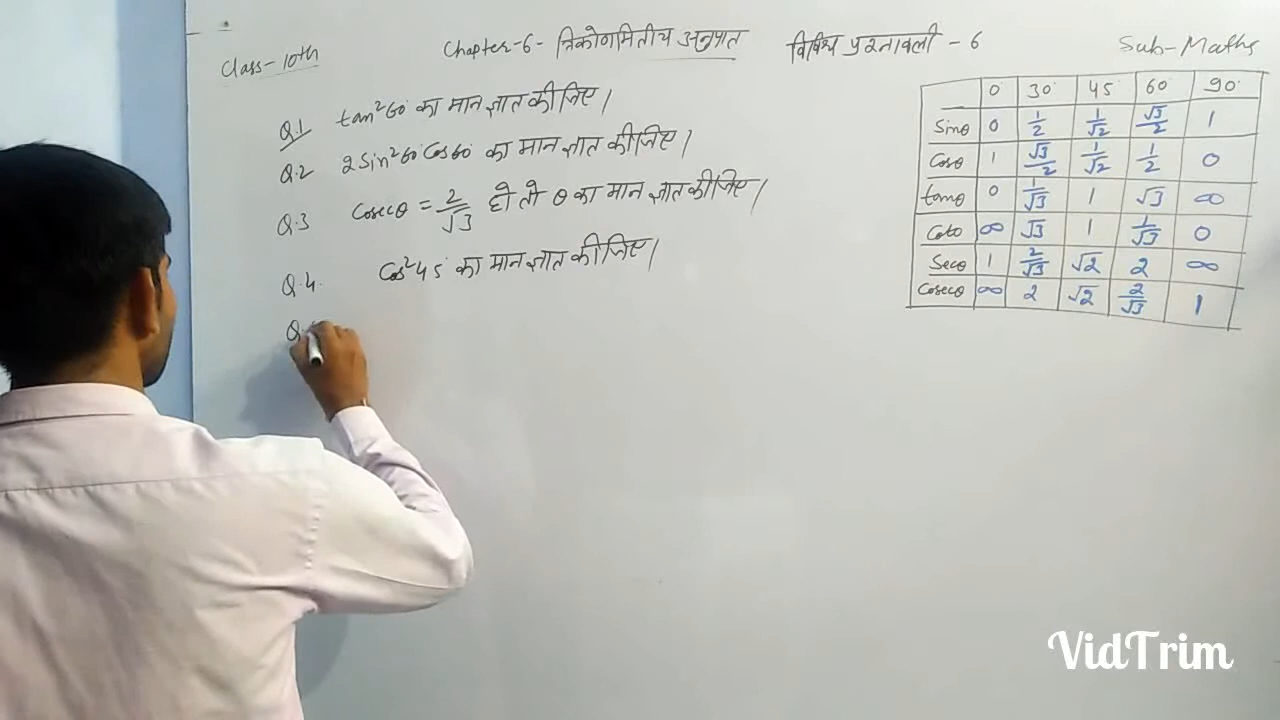 Class-10th
Chapter-6- त्रिकोणमितीय अनुपात
विविध प्रश्नावली - 6
Sub-Maths
Q.1 tan²60° का मान ज्ञात कीजिए।
Q.2 2Sin²60° Cos60° का मान ज्ञात कीजिए।
Q.3 Cosecθ = 2/√3 हो तो θ का मान ज्ञात कीजिए।
Q.4. Cos²45° का मान ज्ञात कीजिए।
0 30° 45° 60° 90°
Sinθ 0 1/2 1/√2 √3/2 1
Cosθ 1 √3/2 1/√2 1/2 0
tanθ 0 1/√3 1 √3 ∞
Cotθ ∞ √3 1 1/√3 0
Secθ 1 2/√3 √2 2 ∞
Cosecθ ∞ 2 √2 2/√3 1
VidTrim